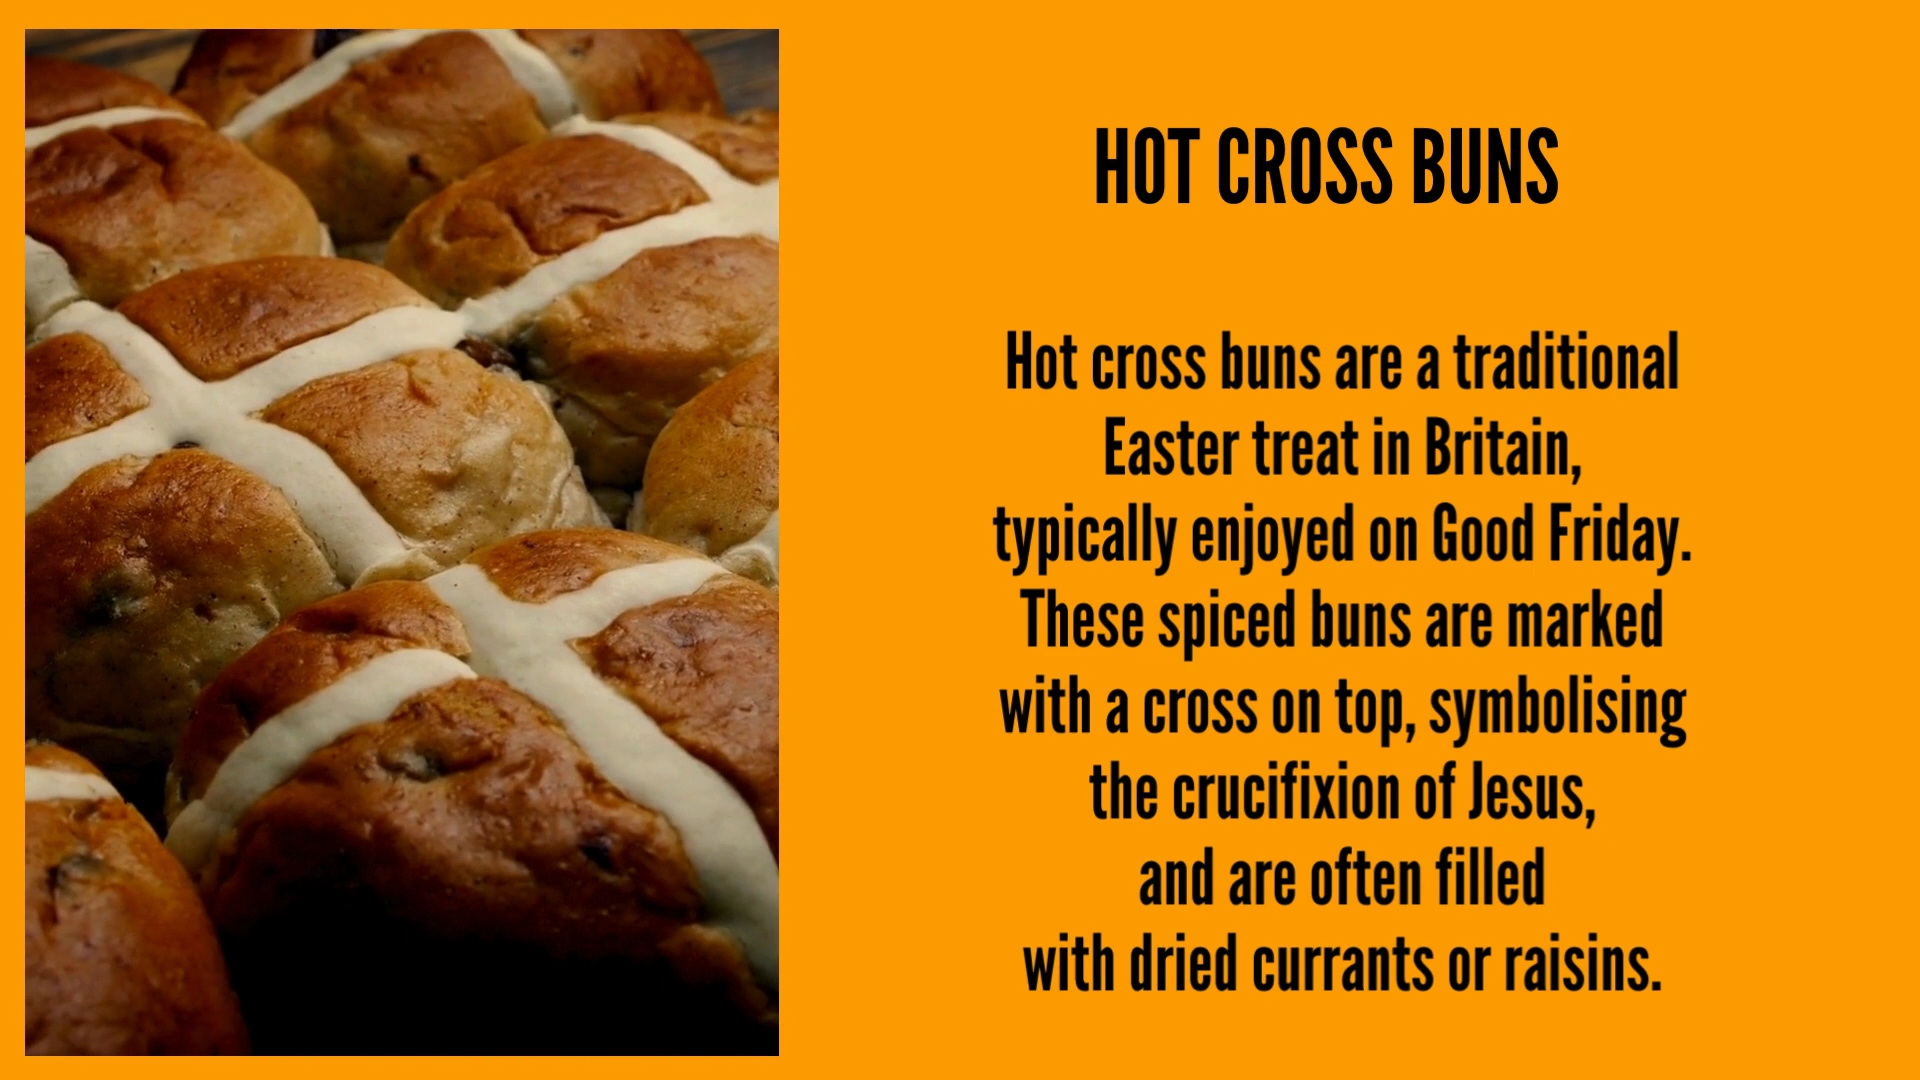 HOT CROSS BUNS
Hot cross buns are a traditional
Easter treat in Britain,
typically enjoyed on Good Friday.
These spiced buns are marked
with a cross on top, symbolising
the crucifixion of Jesus,
and are often filled
with dried currants or raisins.